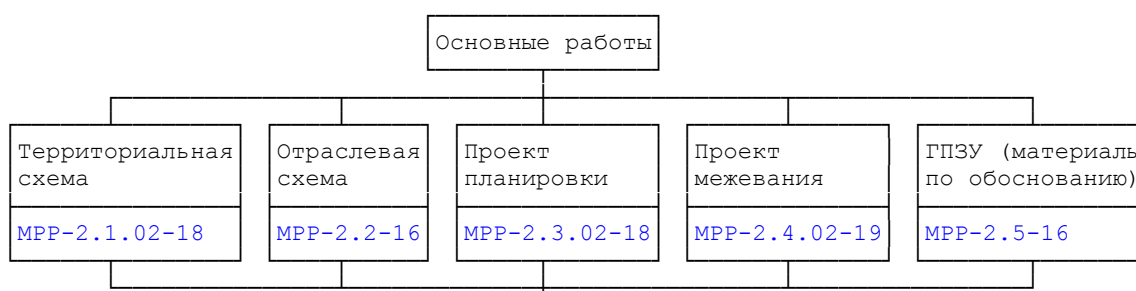 Основные работы
Территориальная
схема
Отраслевая
схема
Проект
планировки
Проект
межевания
ГПЗУ (материаль
по обоснованию)
МРР-2.1.02-18
МРР-2.2-16
МРР-2.3.02-18
МРР-2.4.02-19
МРР-2.5-16